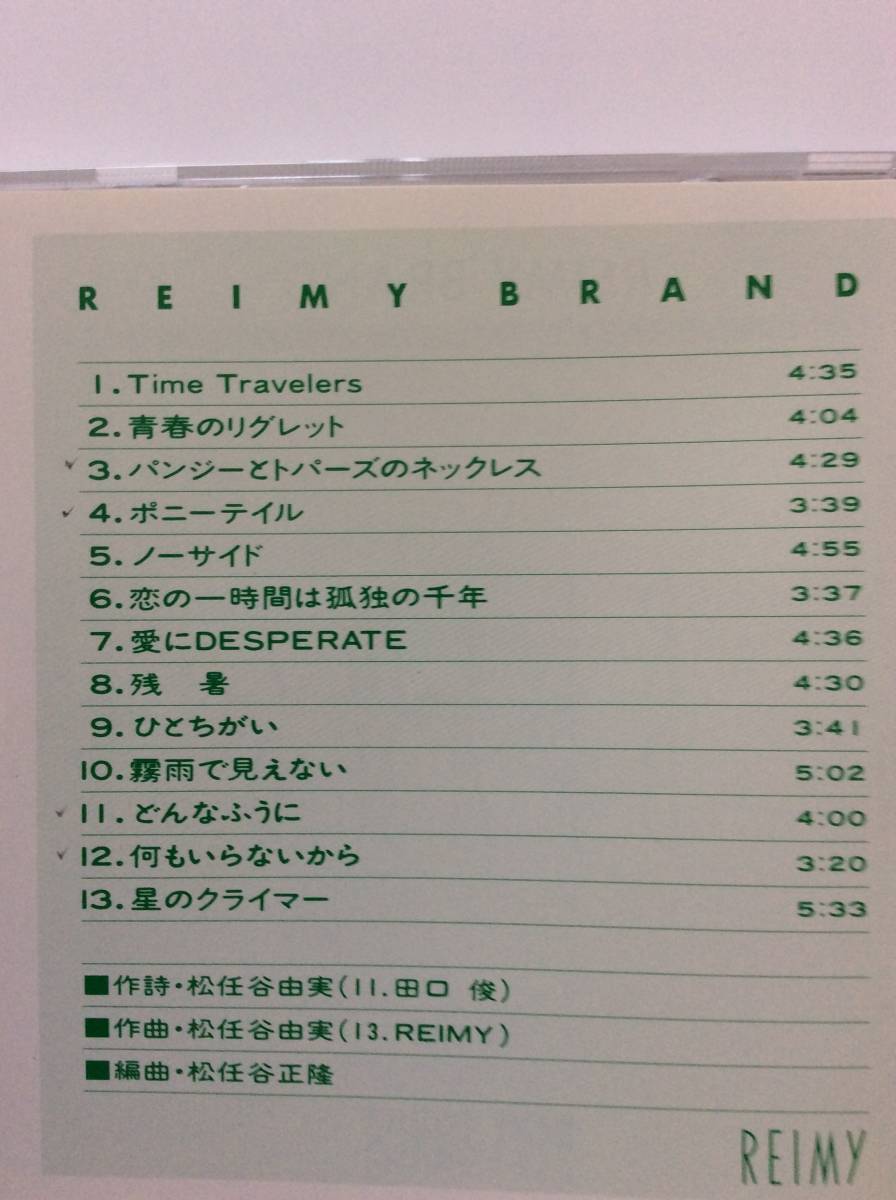 REIMY BRAND
1. Time Travelers 4:35
2. 青春のリグレット 4:04
3. パンジーとトパーズのネックレス 4:29
4. ポニーテイル 3:39
5. ノーサイド 4:55
6. 恋の一時間は孤独の千年 3:37
7. 愛にDESPERATE 4:36
8. 残　暑 4:30
9. ひとちがい 3:41
10. 霧雨で見えない 5:02
11. どんなふうに 4:00
12. 何もいらないから 3:20
13. 星のクライマー 5:33
■作詩・松任谷由実(11.田口 俊)
■作曲・松任谷由実(13.REIMY)
■編曲・松任谷正隆
REIMY